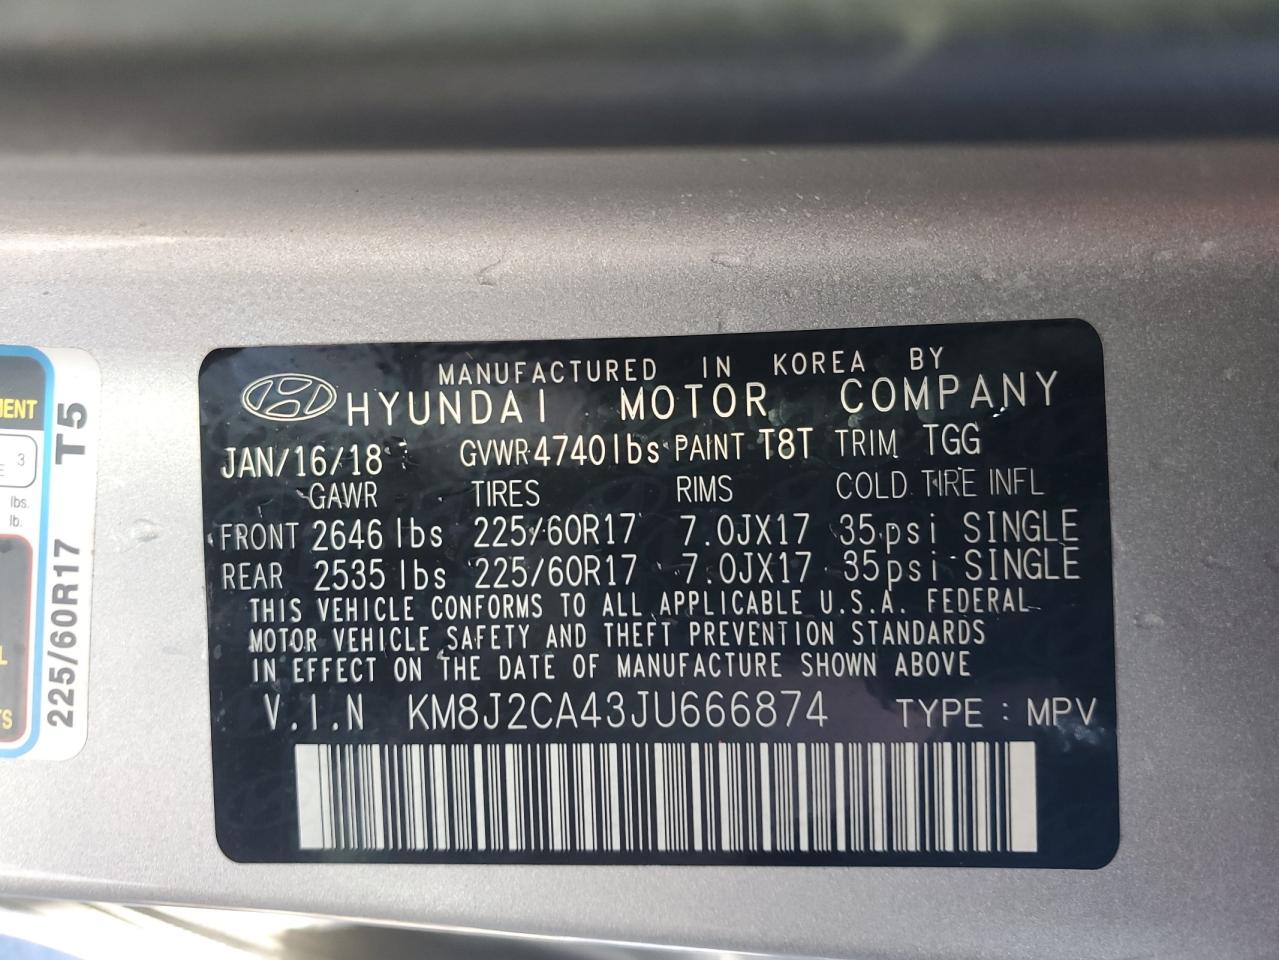 MANUFACTURED IN KOREA BY
HYUNDAI MOTOR COMPANY
JAN/16/18 GVWR 4740lbs PAINT T8T TRIM TGG
GAWR TIRES RIMS COLD TIRE INFL
FRONT 2646 lbs 225/60R17 7.0JX17 35psi SINGLE
REAR 2535 lbs 225/60R17 7.0JX17 35psi SINGLE
THIS VEHICLE CONFORMS TO ALL APPLICABLE U.S.A. FEDERAL
MOTOR VEHICLE SAFETY AND THEFT PREVENTION STANDARDS
IN EFFECT ON THE DATE OF MANUFACTURE SHOWN ABOVE
V.I.N KM8J2CA43JU666874 TYPE : MPV
3
lbs.
lb.
225/60R17 T5